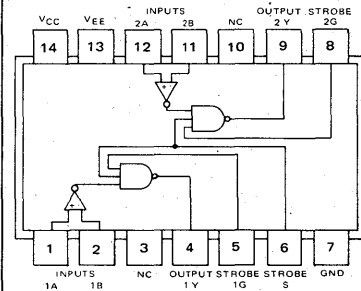 INPUTS OUTPUT STROBE
VCC VEE 2A 2B NC 2Y 2G
14 13 12 11 10 9 8
+ -
+ -
1 2 3 4 5 6 7
INPUTS NC OUTPUT STROBE STROBE GND
1A 1B 1Y 1G S